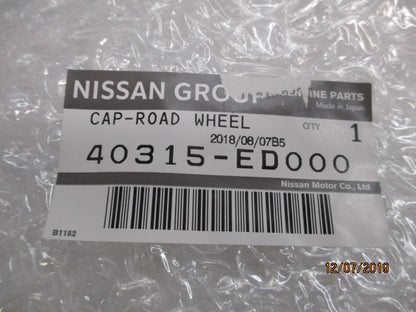 NISSAN GROUP INE PARTS
Made in Japan
CAP-ROAD WHEEL QTY 1
2018/08/07B5
40315-ED000
Nissan Motor Co., Ltd.
B1182
12/07/2019